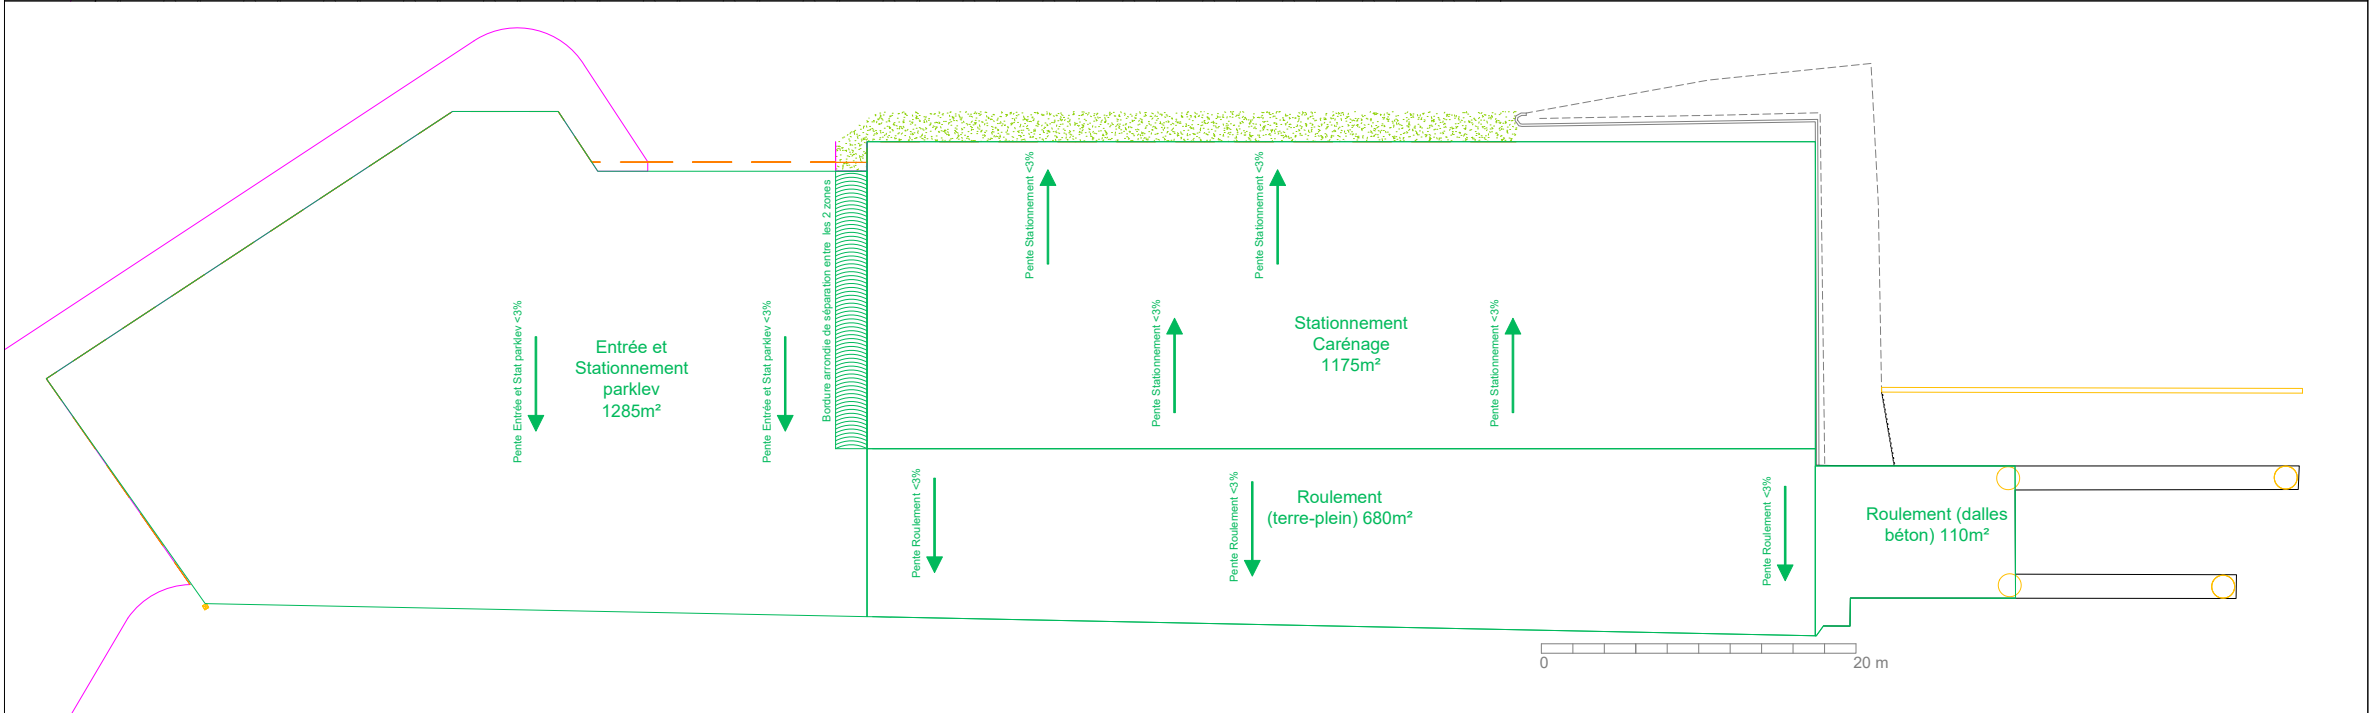 Pente Stationnement <3%
Pente Stationnement <3%
Bordure arrondie de séparation entre les 2 zones
Pente Entrée et Stat parklev <3%
Pente Entrée et Stat parklev <3%
Pente Stationnement <3%
Pente Stationnement <3%
Entrée et
Stationnement
parklev
1285m²
Stationnement
Carénage
1175m²
Pente Roulement <3%
Pente Roulement <3%
Pente Roulement <3%
Roulement
(terre-plein) 680m²
Roulement (dalles
béton) 110m²
0
20 m